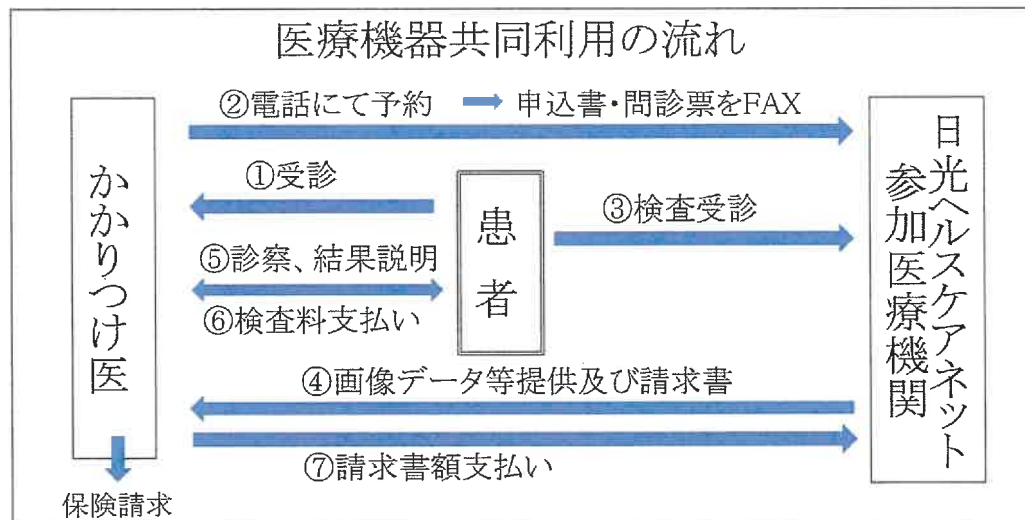 医療機器共同利用の流れ
②電話にて予約 → 申込書・問診票をFAX
①受診
③検査受診
かかりつけ医
患者
日光ヘルスケアネット
参加医療機関
⑤診察、結果説明
⑥検査料支払い
④画像データ等提供及び請求書
⑦請求書額支払い
保険請求